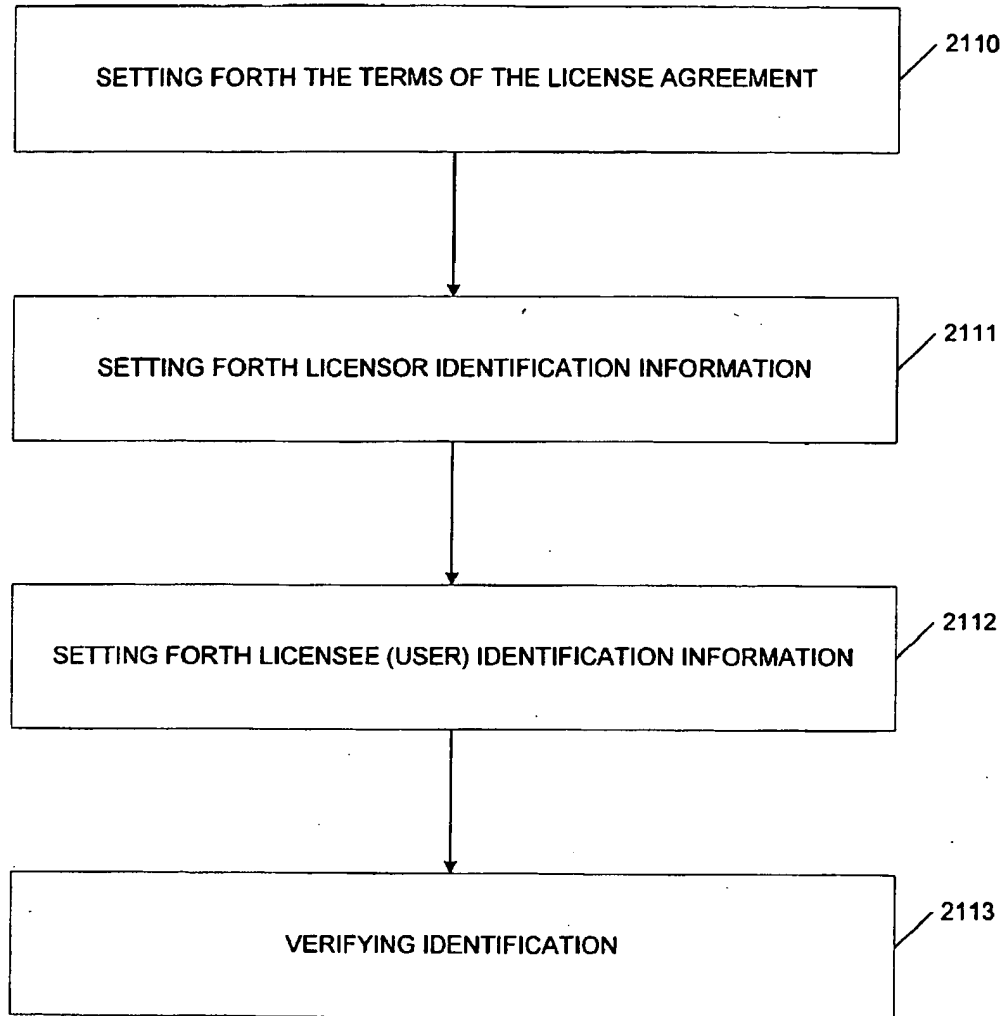 2110
SETTING FORTH THE TERMS OF THE LICENSE AGREEMENT
2111
SETTING FORTH LICENSOR IDENTIFICATION INFORMATION
2112
SETTING FORTH LICENSEE (USER) IDENTIFICATION INFORMATION
2113
VERIFYING IDENTIFICATION